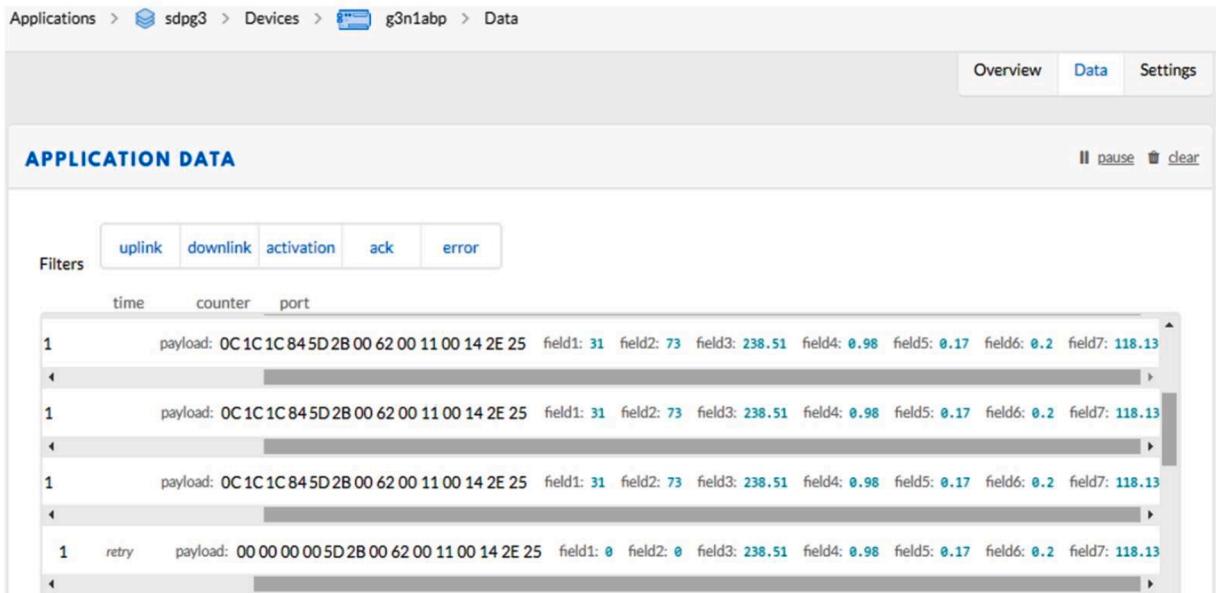 Applications > sdpg3 > Devices > g3n1abp > Data
Overview Data Settings
APPLICATION DATA
pause clear
Filters uplink downlink activation ack error
time counter port
1 payload: 0C 1C 1C 84 5D 2B 00 62 00 11 00 14 2E 25 field1: 31 field2: 73 field3: 238.51 field4: 0.98 field5: 0.17 field6: 0.2 field7: 118.13
1 payload: 0C 1C 1C 84 5D 2B 00 62 00 11 00 14 2E 25 field1: 31 field2: 73 field3: 238.51 field4: 0.98 field5: 0.17 field6: 0.2 field7: 118.13
1 payload: 0C 1C 1C 84 5D 2B 00 62 00 11 00 14 2E 25 field1: 31 field2: 73 field3: 238.51 field4: 0.98 field5: 0.17 field6: 0.2 field7: 118.13
1 retry payload: 00 00 00 00 5D 2B 00 62 00 11 00 14 2E 25 field1: 0 field2: 0 field3: 238.51 field4: 0.98 field5: 0.17 field6: 0.2 field7: 118.13